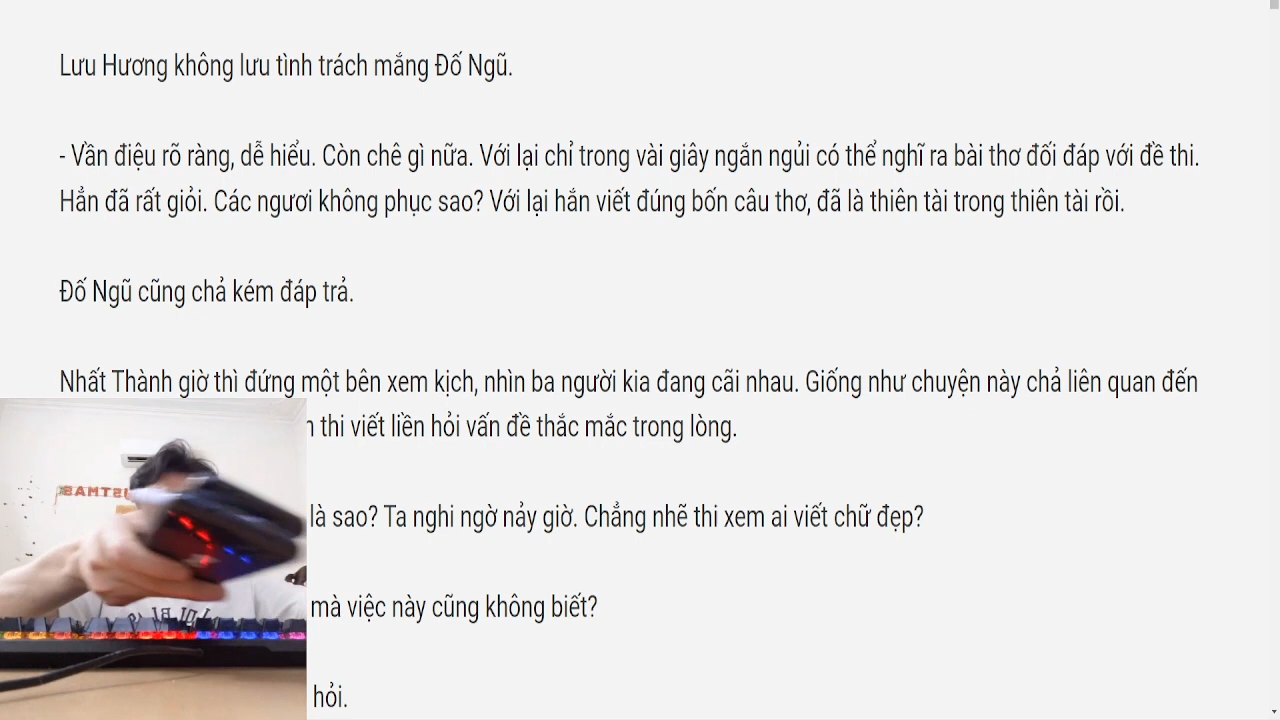 Lưu Hương không lưu tình trách mắng Đố Ngũ.
- Vần điệu rõ ràng, dễ hiểu. Còn chê gì nữa. Với lại chỉ trong vài giây ngắn ngủi có thể nghĩ ra bài thơ đối đáp với đề thi.
Hẳn đã rất giỏi. Các ngươi không phục sao? Với lại hắn viết đúng bốn câu thơ, đã là thiên tài trong thiên tài rồi.
Đố Ngũ cũng chả kém đáp trả.
Nhất Thành giờ thì đứng một bên xem kịch, nhìn ba người kia đang cãi nhau. Giống như chuyện này chả liên quan đến
thi viết liền hỏi vấn đề thắc mắc trong lòng.
là sao? Ta nghi ngờ nảy giờ. Chẳng nhẽ thi xem ai viết chữ đẹp?
mà việc này cũng không biết?
hỏi.